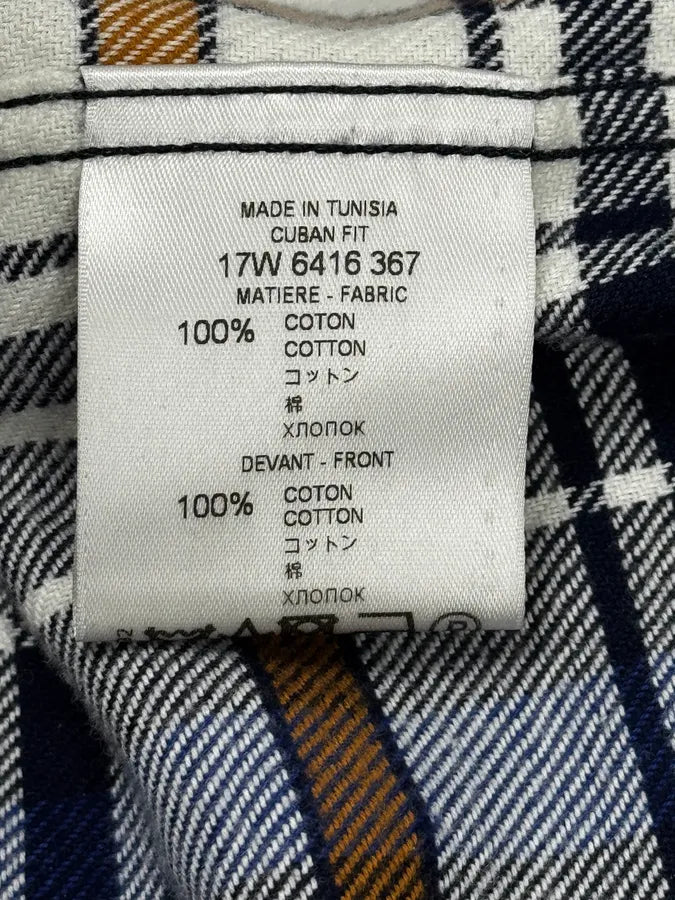 MADE IN TUNISIA
CUBAN FIT
17W 6416 367
MATIERE - FABRIC
100% COTON
COTTON
コットン
棉
ХЛОПОК
DEVANT - FRONT
100% COTON
COTTON
コットン
棉
ХЛОПОК
P